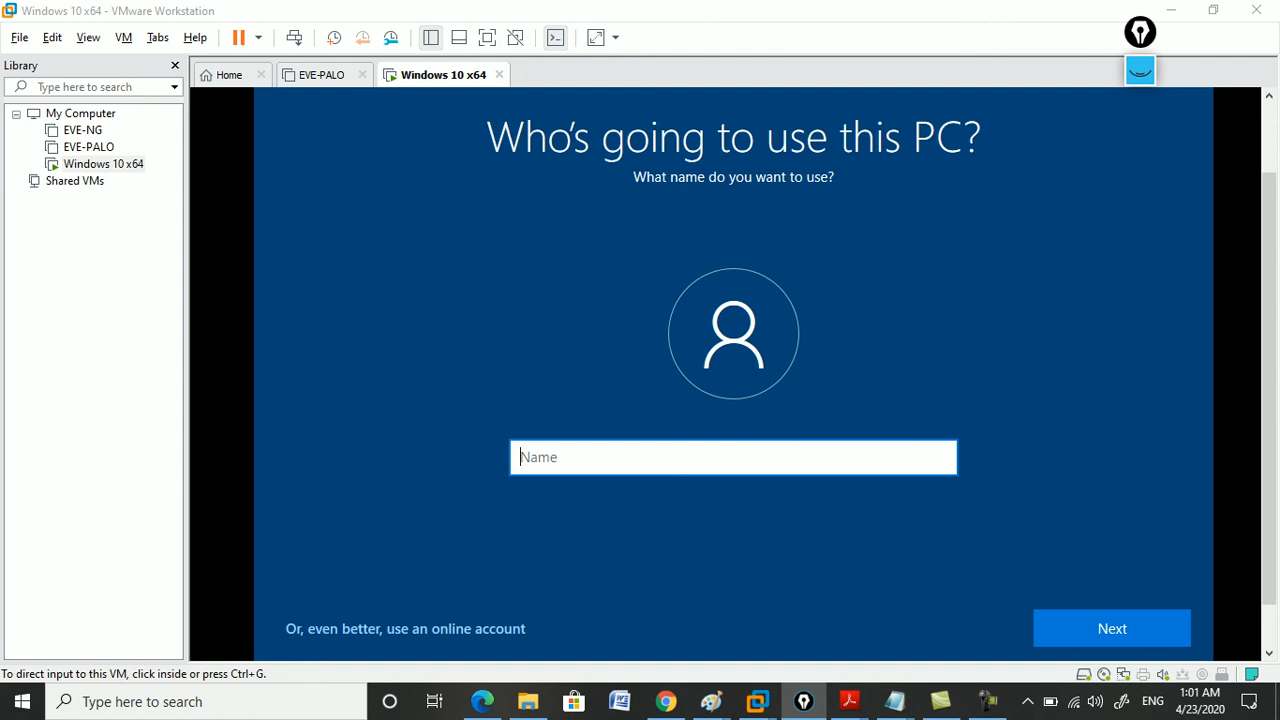 Windows 10 x64 - VMware Workstation
File Edit View VM Tabs Help
Library
Type here to search
My Computer
EVE-NG
EVE-PALO
Windows 10 x64
Shared VMs
Home
EVE-PALO
Windows 10 x64
Who's going to use this PC?
What name do you want to use?
Name
Or, even better, use an online account
Next
To direct input to this VM, click inside or press Ctrl+G.
Type here to search
ENG
1:01 AM
4/23/2020